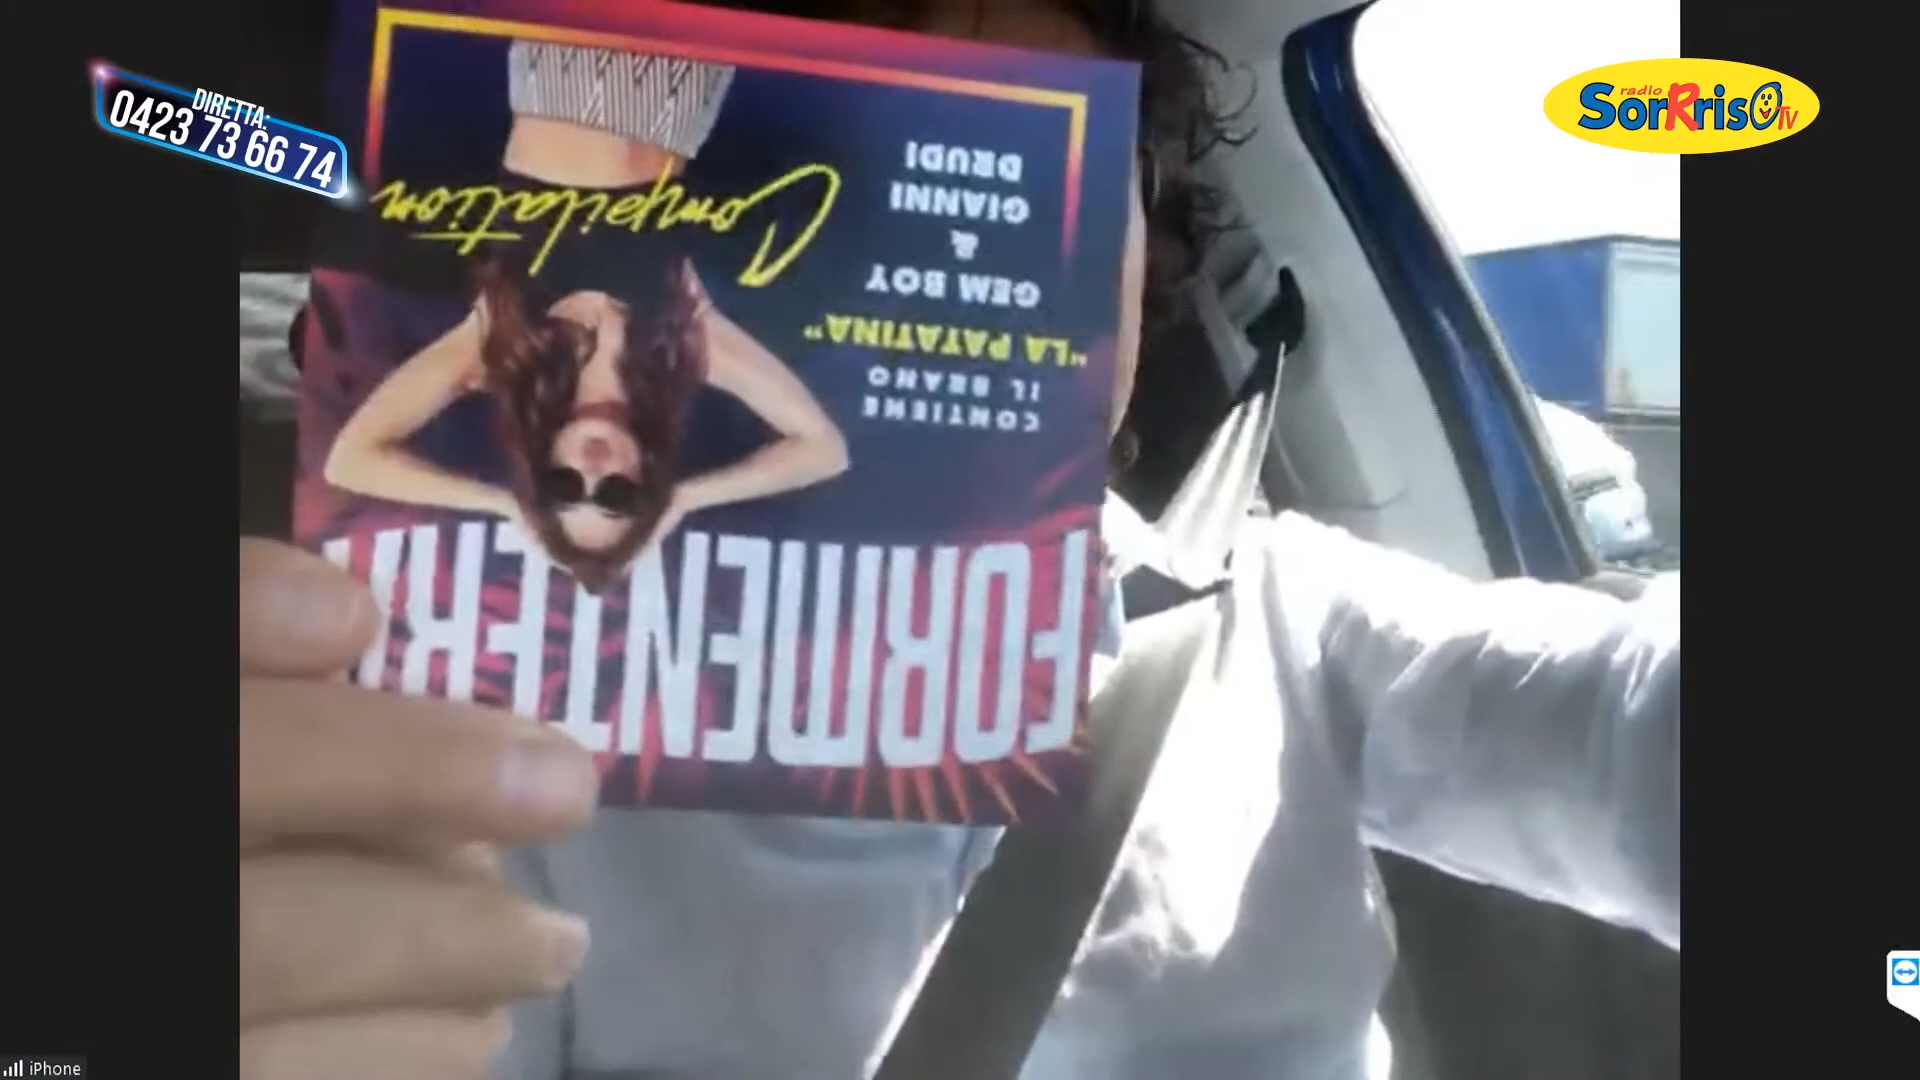 DIRETTA:
0423 73 66 74
radio
SorRriso Tv
FORMENTERA
CONTIENE
IL BRANO
"LA PATATINA"
GEM BOY
&
GIANNI
DRUDI
Compilation
iPhone